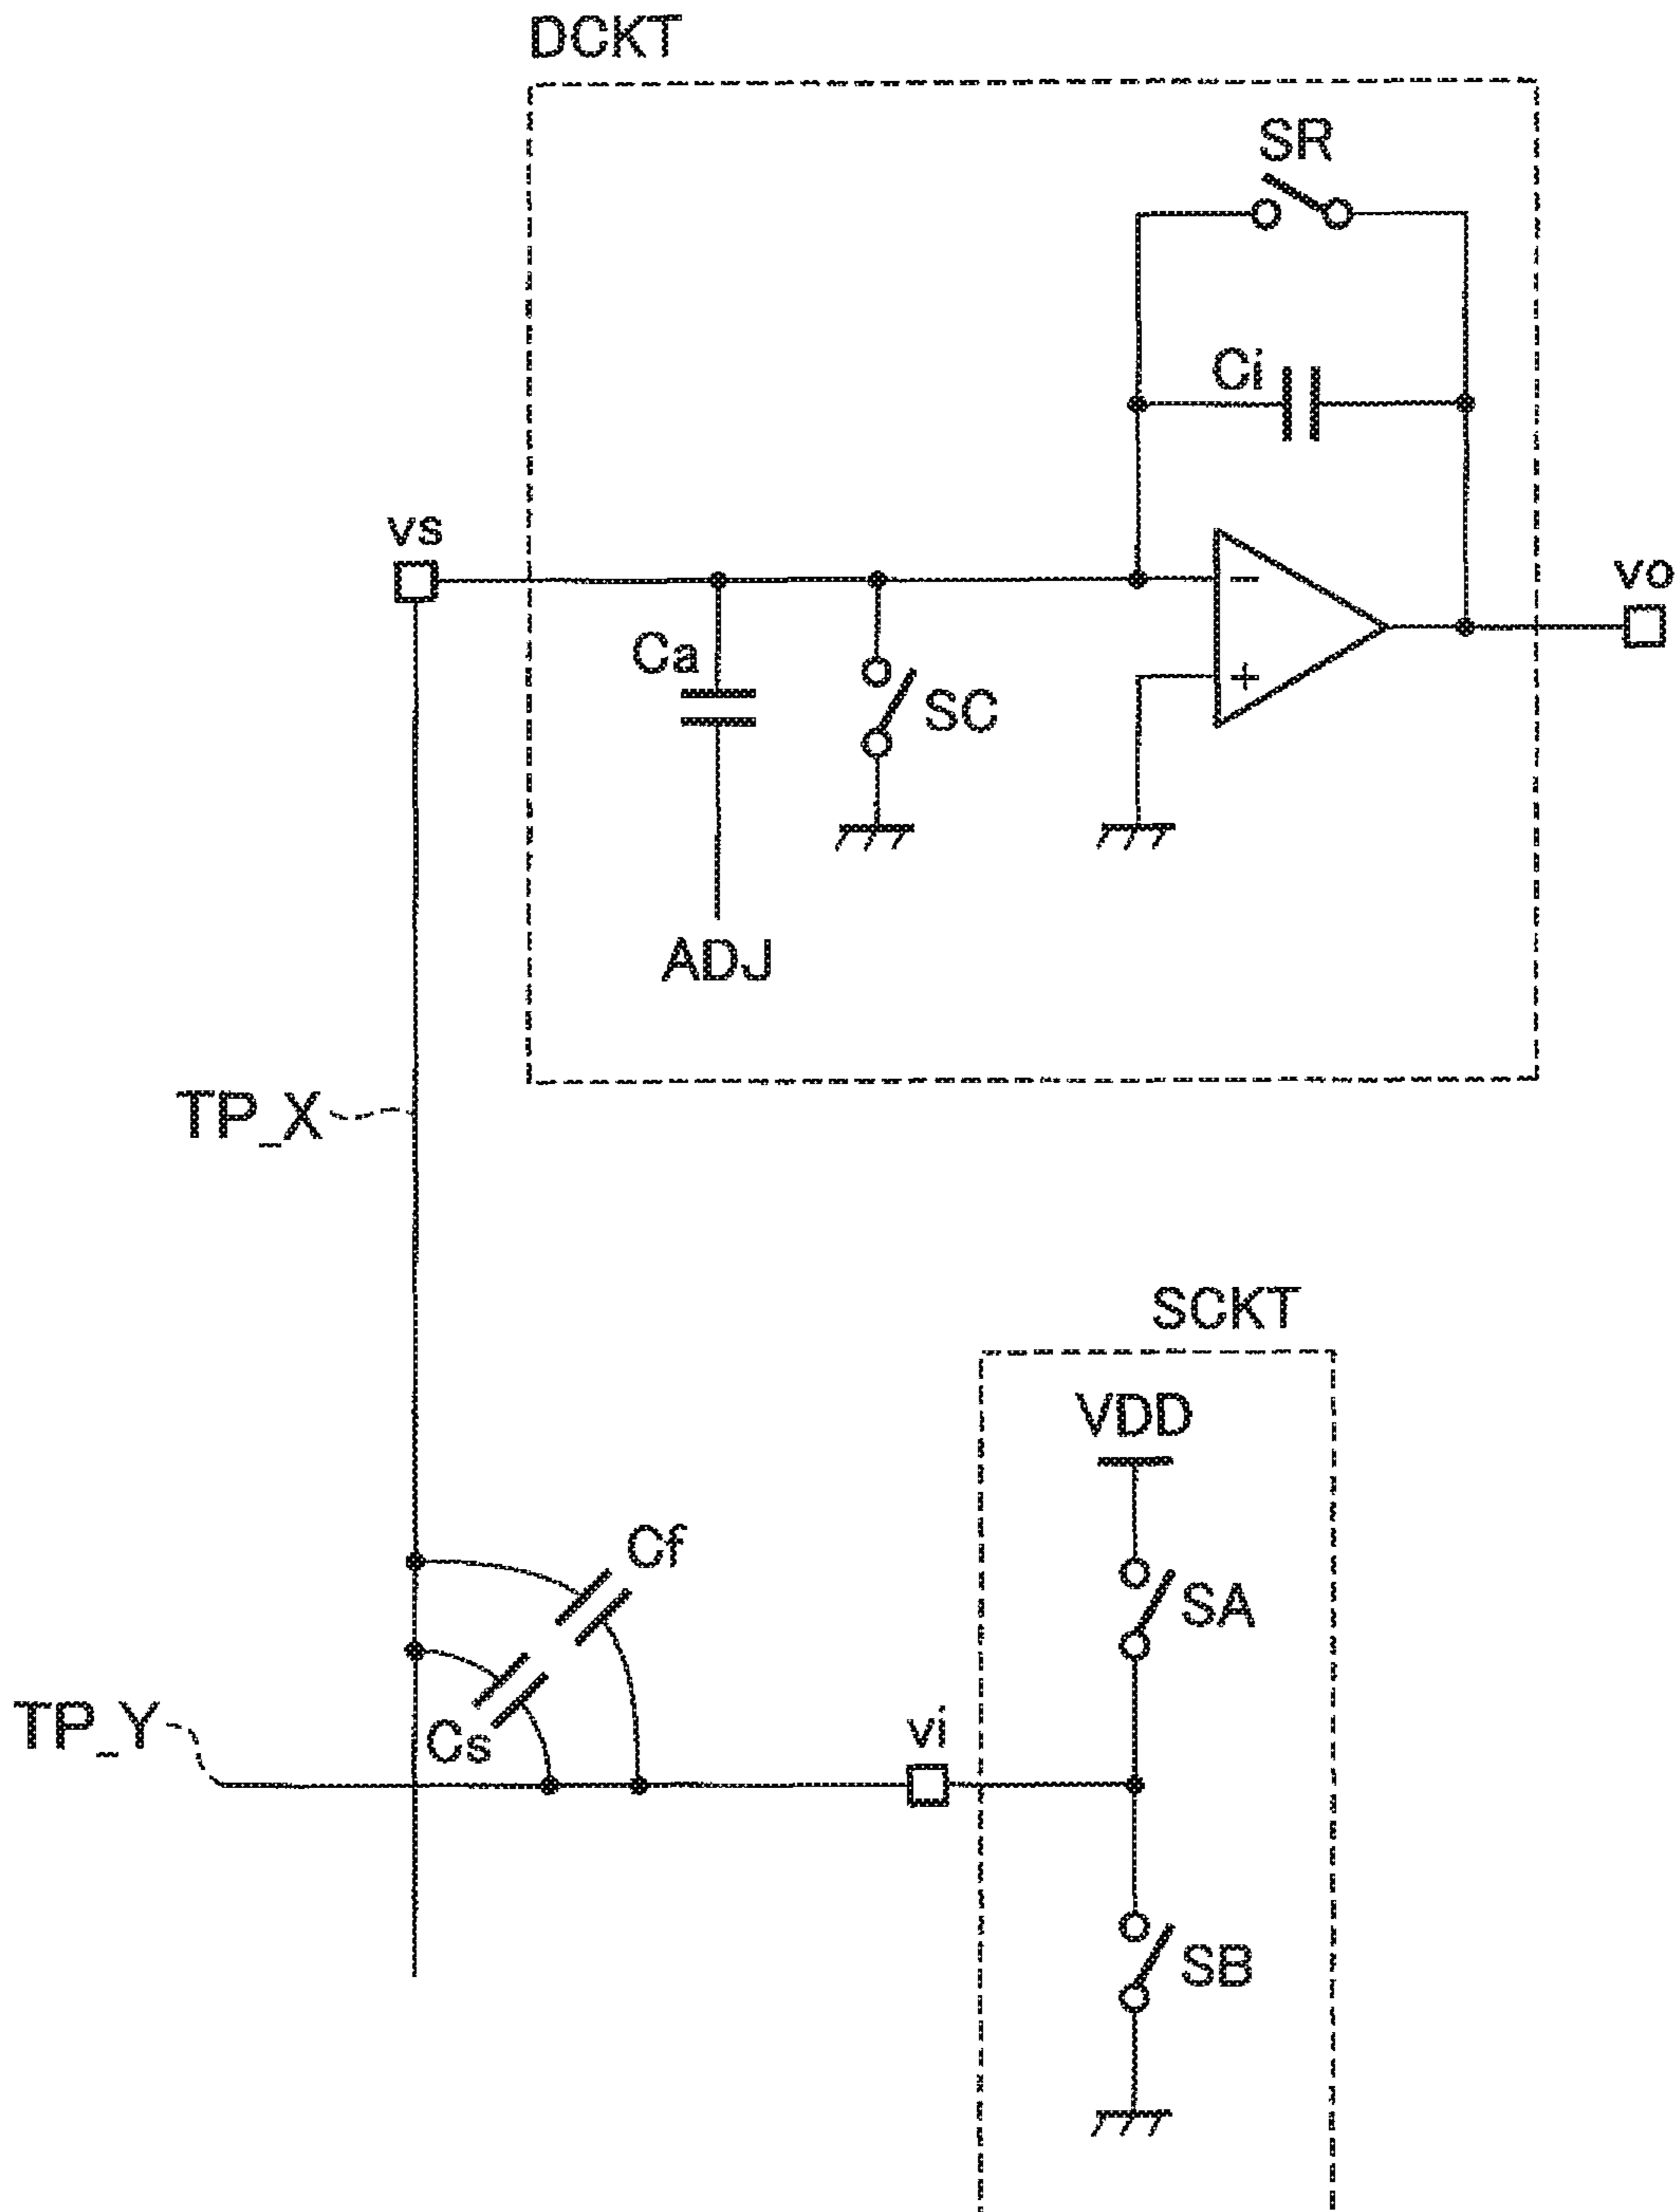 DCKT
SR
Ci
vs
vo
Ca
−
SC
+
ADJ
TP_X
SCKT
VDD
Cf
SA
TP_Y
Cs
vi
SB